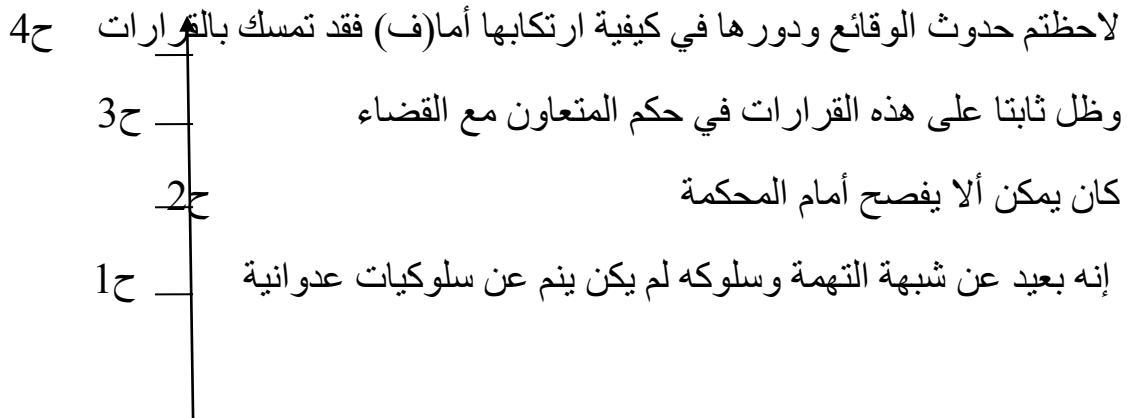 لاحظتم حدوث الوقائع ودورها في كيفية ارتكابها أما(ف) فقد تمسك بالقرارات ح4
وظل ثابتا على هذه القرارات في حكم المتعاون مع القضاء ح3
كان يمكن ألا يفصح أمام المحكمة ح2
إنه بعيد عن شبهة التهمة وسلوكه لم يكن ينم عن سلوكيات عدوانية ح1